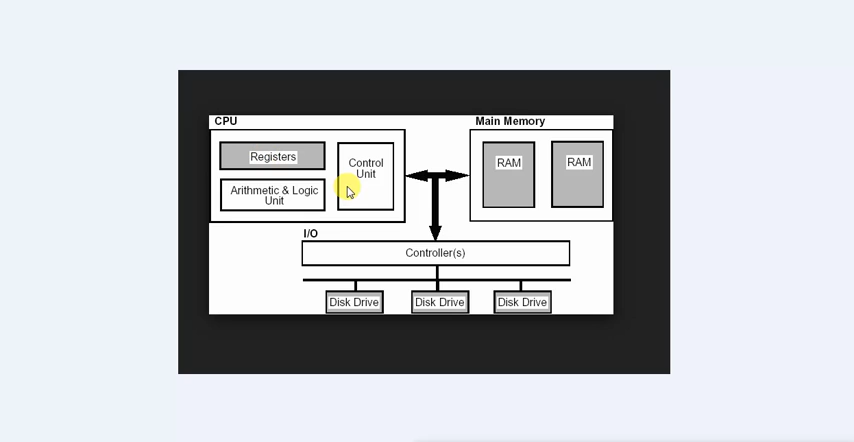 CPU
Main Memory
Registers
Control
Unit
Arithmetic & Logic
Unit
RAM
RAM
I/O
Controller(s)
Disk Drive
Disk Drive
Disk Drive